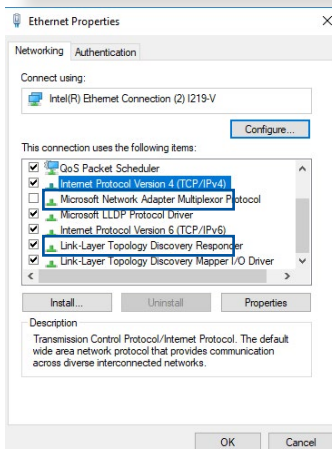 Ethernet Properties
Networking Authentication
Connect using:
Intel(R) Ethernet Connection (2) I219-V
Configure...
This connection uses the following items:
QoS Packet Scheduler
Internet Protocol Version 4 (TCP/IPv4)
Microsoft Network Adapter Multiplexor Protocol
Microsoft LLDP Protocol Driver
Internet Protocol Version 6 (TCP/IPv6)
Link-Layer Topology Discovery Responder
Link-Layer Topology Discovery Mapper I/O Driver
Install... Uninstall Properties
Description
Transmission Control Protocol/Internet Protocol. The default
wide area network protocol that provides communication
across diverse interconnected networks.
OK Cancel